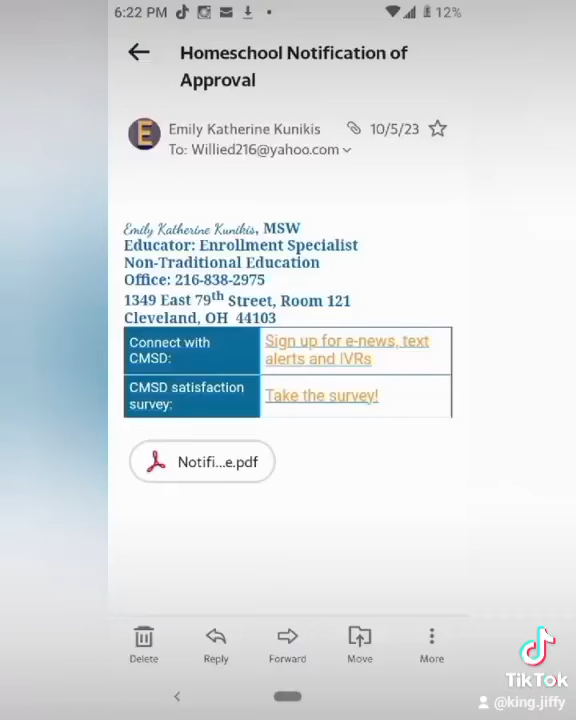 6:22 PM
12%
Homeschool Notification of
Approval
E
Emily Katherine Kunikis
10/5/23
To: Willied216@yahoo.com
Emily Katherine Kunikis, MSW
Educator: Enrollment Specialist
Non-Traditional Education
Office: 216-838-2975
1349 East 79th Street, Room 121
Cleveland, OH 44103
Connect with
CMSD:
Sign up for e-news, text
alerts and IVRs
CMSD satisfaction
survey:
Take the survey!
Notifi...e.pdf
Delete
Reply
Forward
Move
More
TikTok
@king.jiffy